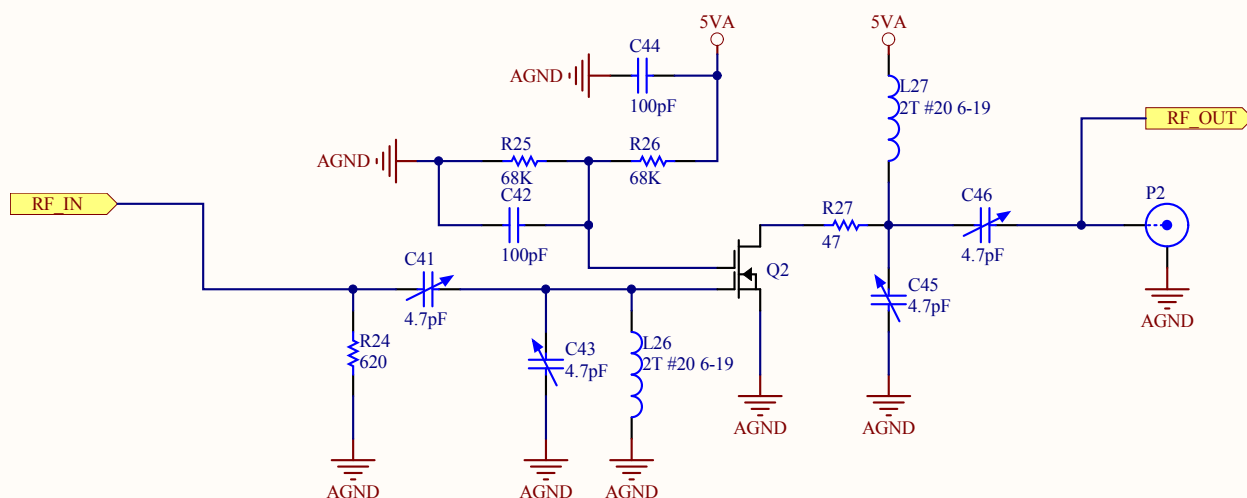 5VA
5VA
C44
AGND
100pF
L27
2T #20 6-19
RF_OUT
R25
R26
AGND
68K
68K
C42
100pF
RF_IN
P2
R27
47
C46
4.7pF
C41
4.7pF
Q2
C45
4.7pF
AGND
R24
620
C43
4.7pF
L26
2T #20 6-19
AGND
AGND
AGND
AGND
AGND